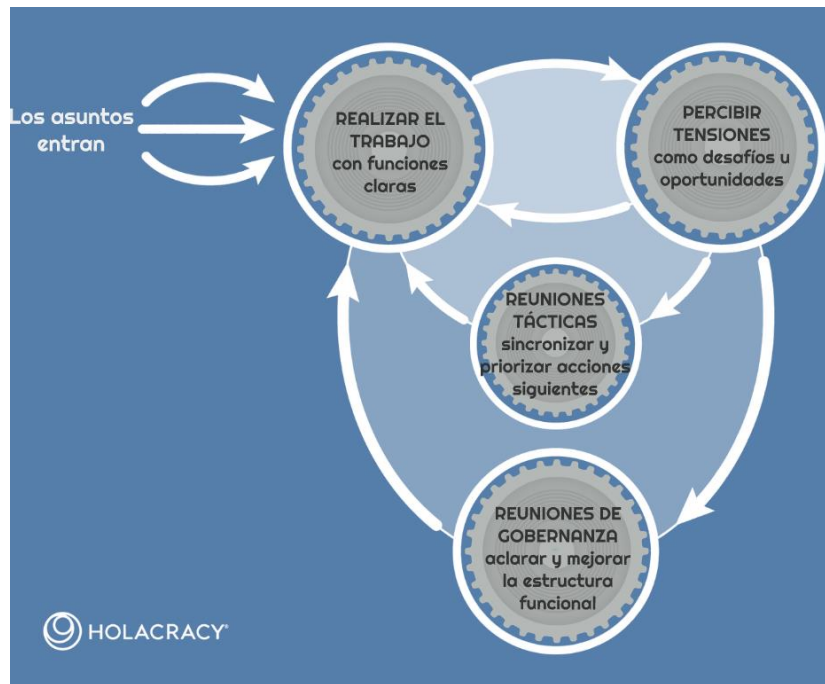 Los asuntos
entran
REALIZAR EL
TRABAJO
con funciones
claras
PERCIBIR
TENSIONES
como desafíos u
oportunidades
REUNIONES
TÁCTICAS
sincronizar y
priorizar acciones
siguientes
REUNIONES DE
GOBERNANZA
aclarar y mejorar
la estructura
funcional
HOLACRACY®